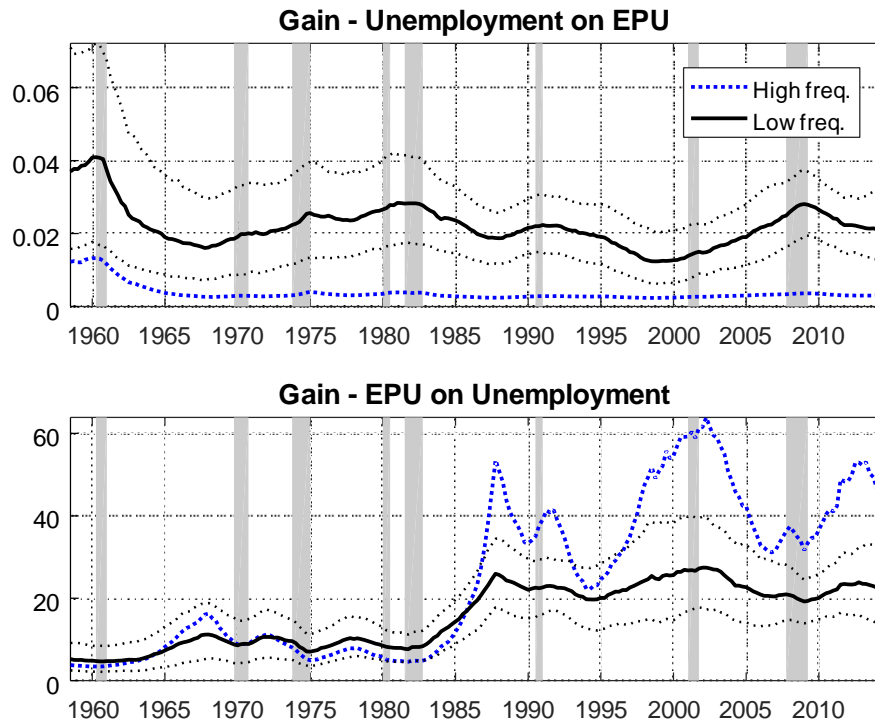 Gain - Unemployment on EPU
0.06
0.04
0.02
0
High freq.
Low freq.
1960 1965 1970 1975 1980 1985 1990 1995 2000 2005 2010
Gain - EPU on Unemployment
60
40
20
0
1960 1965 1970 1975 1980 1985 1990 1995 2000 2005 2010